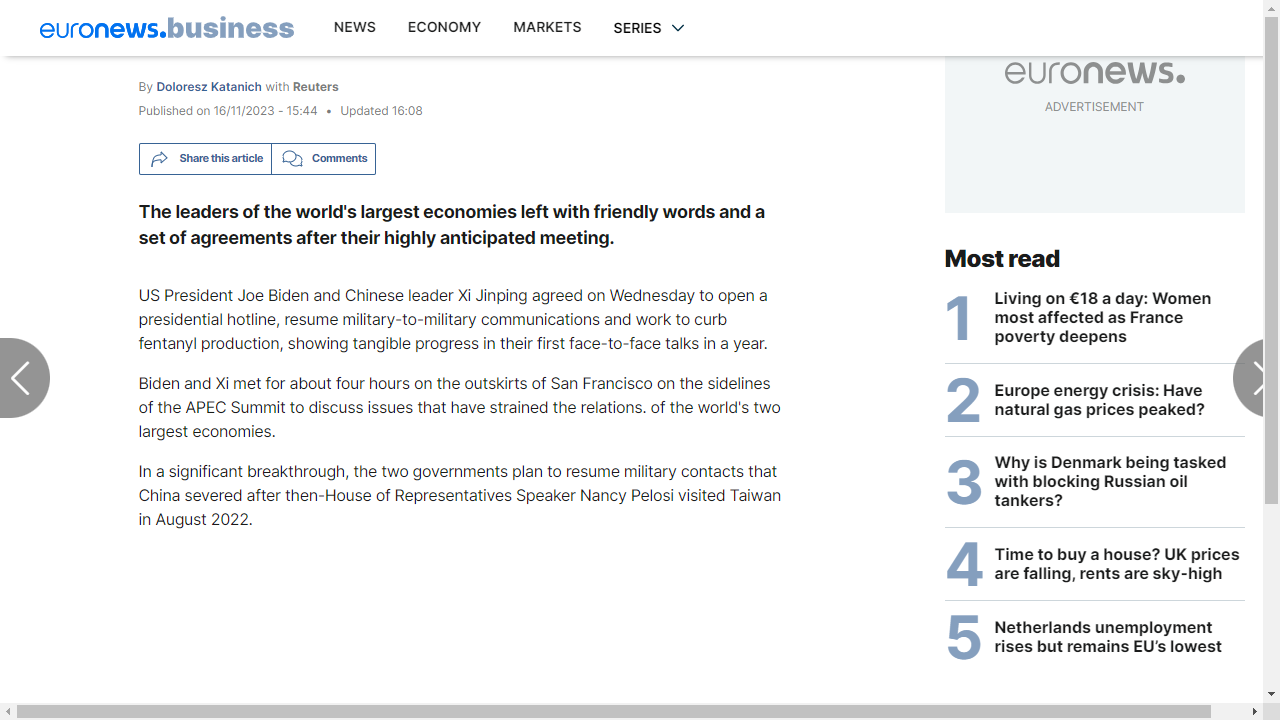 euronews.business
NEWS
ECONOMY
MARKETS
SERIES
By Doloresz Katanich with Reuters
Published on 16/11/2023 - 15:44 • Updated 16:08
Share this article
Comments
The leaders of the world's largest economies left with friendly words and a
set of agreements after their highly anticipated meeting.
US President Joe Biden and Chinese leader Xi Jinping agreed on Wednesday to open a
presidential hotline, resume military-to-military communications and work to curb
fentanyl production, showing tangible progress in their first face-to-face talks in a year.
Biden and Xi met for about four hours on the outskirts of San Francisco on the sidelines
of the APEC Summit to discuss issues that have strained the relations. of the world's two
largest economies.
In a significant breakthrough, the two governments plan to resume military contacts that
China severed after then-House of Representatives Speaker Nancy Pelosi visited Taiwan
in August 2022.
euronews.
ADVERTISEMENT
Most read
1
Living on €18 a day: Women
most affected as France
poverty deepens
2
Europe energy crisis: Have
natural gas prices peaked?
3
Why is Denmark being tasked
with blocking Russian oil
tankers?
4
Time to buy a house? UK prices
are falling, rents are sky-high
5
Netherlands unemployment
rises but remains EU’s lowest